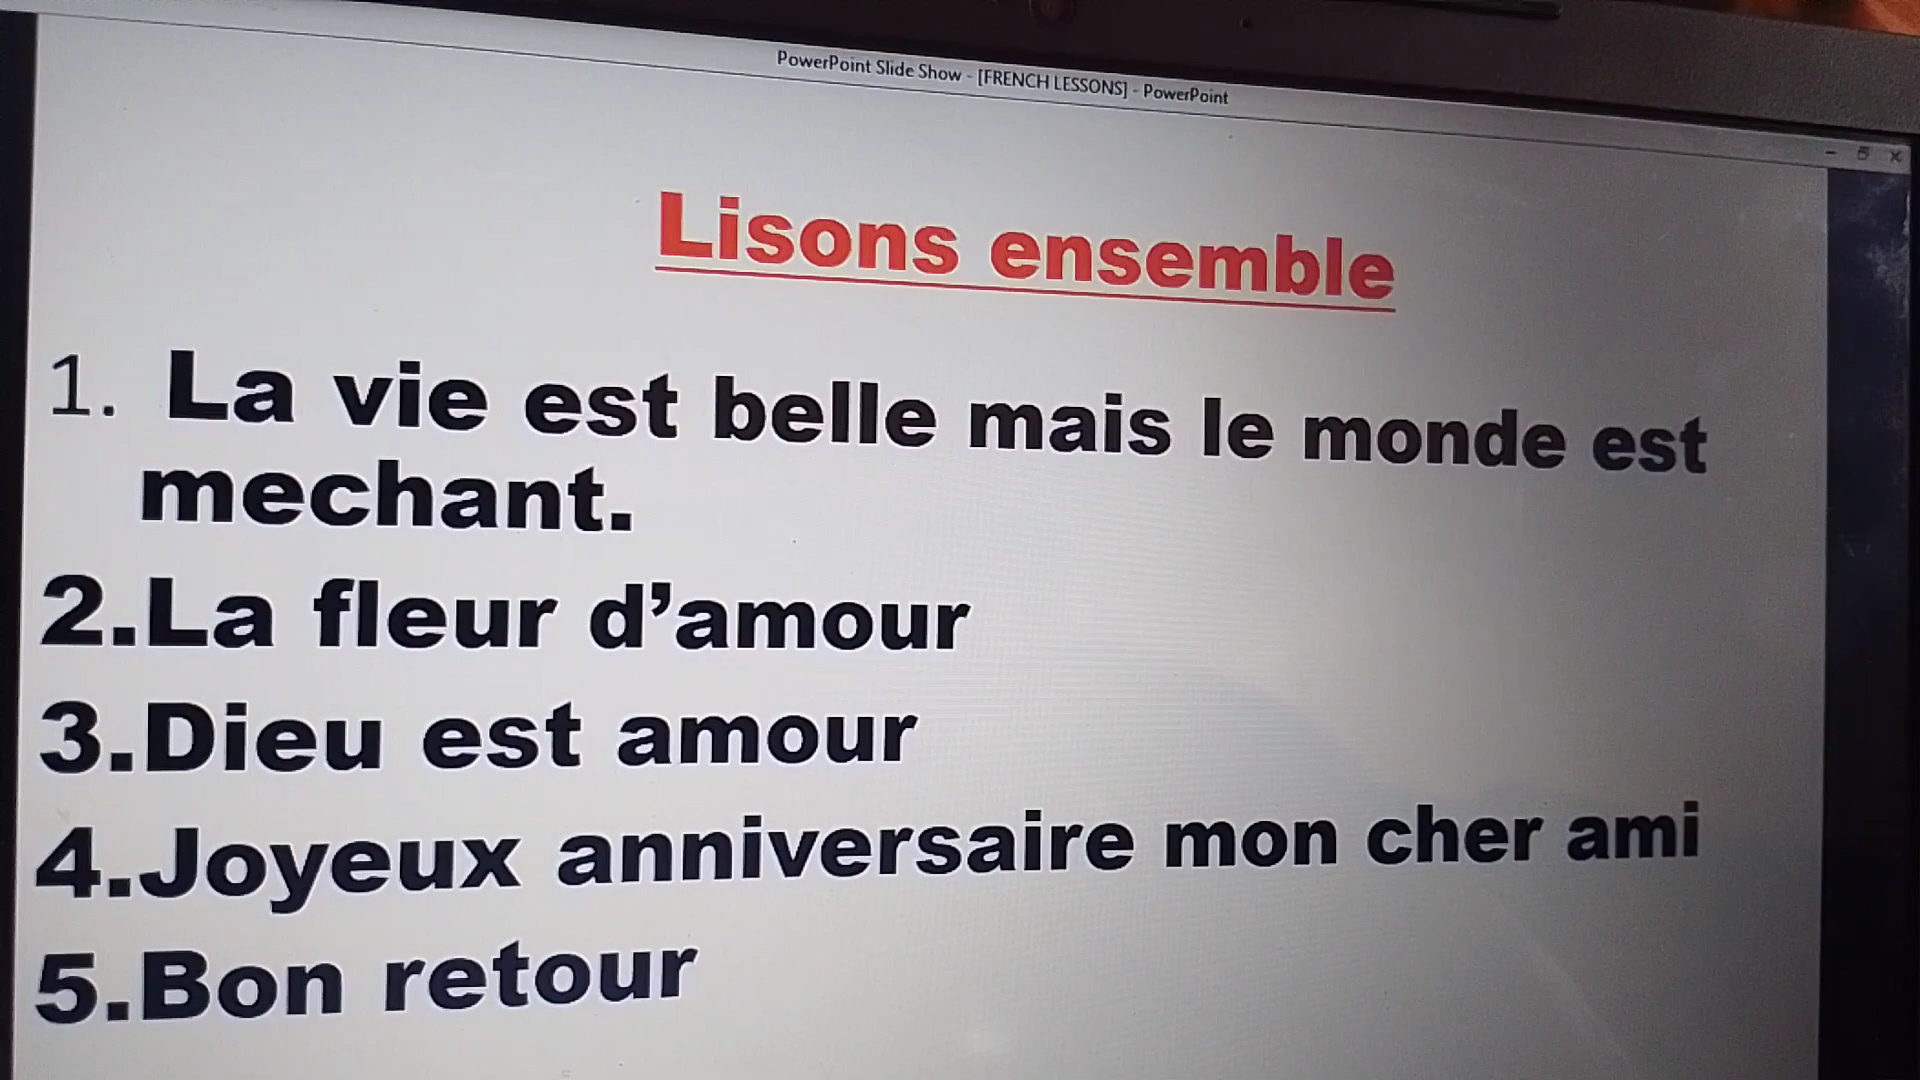 PowerPoint Slide Show - [FRENCH LESSONS] - PowerPoint
Lisons ensemble
1. La vie est belle mais le monde est
mechant.
2.La fleur d’amour
3.Dieu est amour
4.Joyeux anniversaire mon cher ami
5.Bon retour